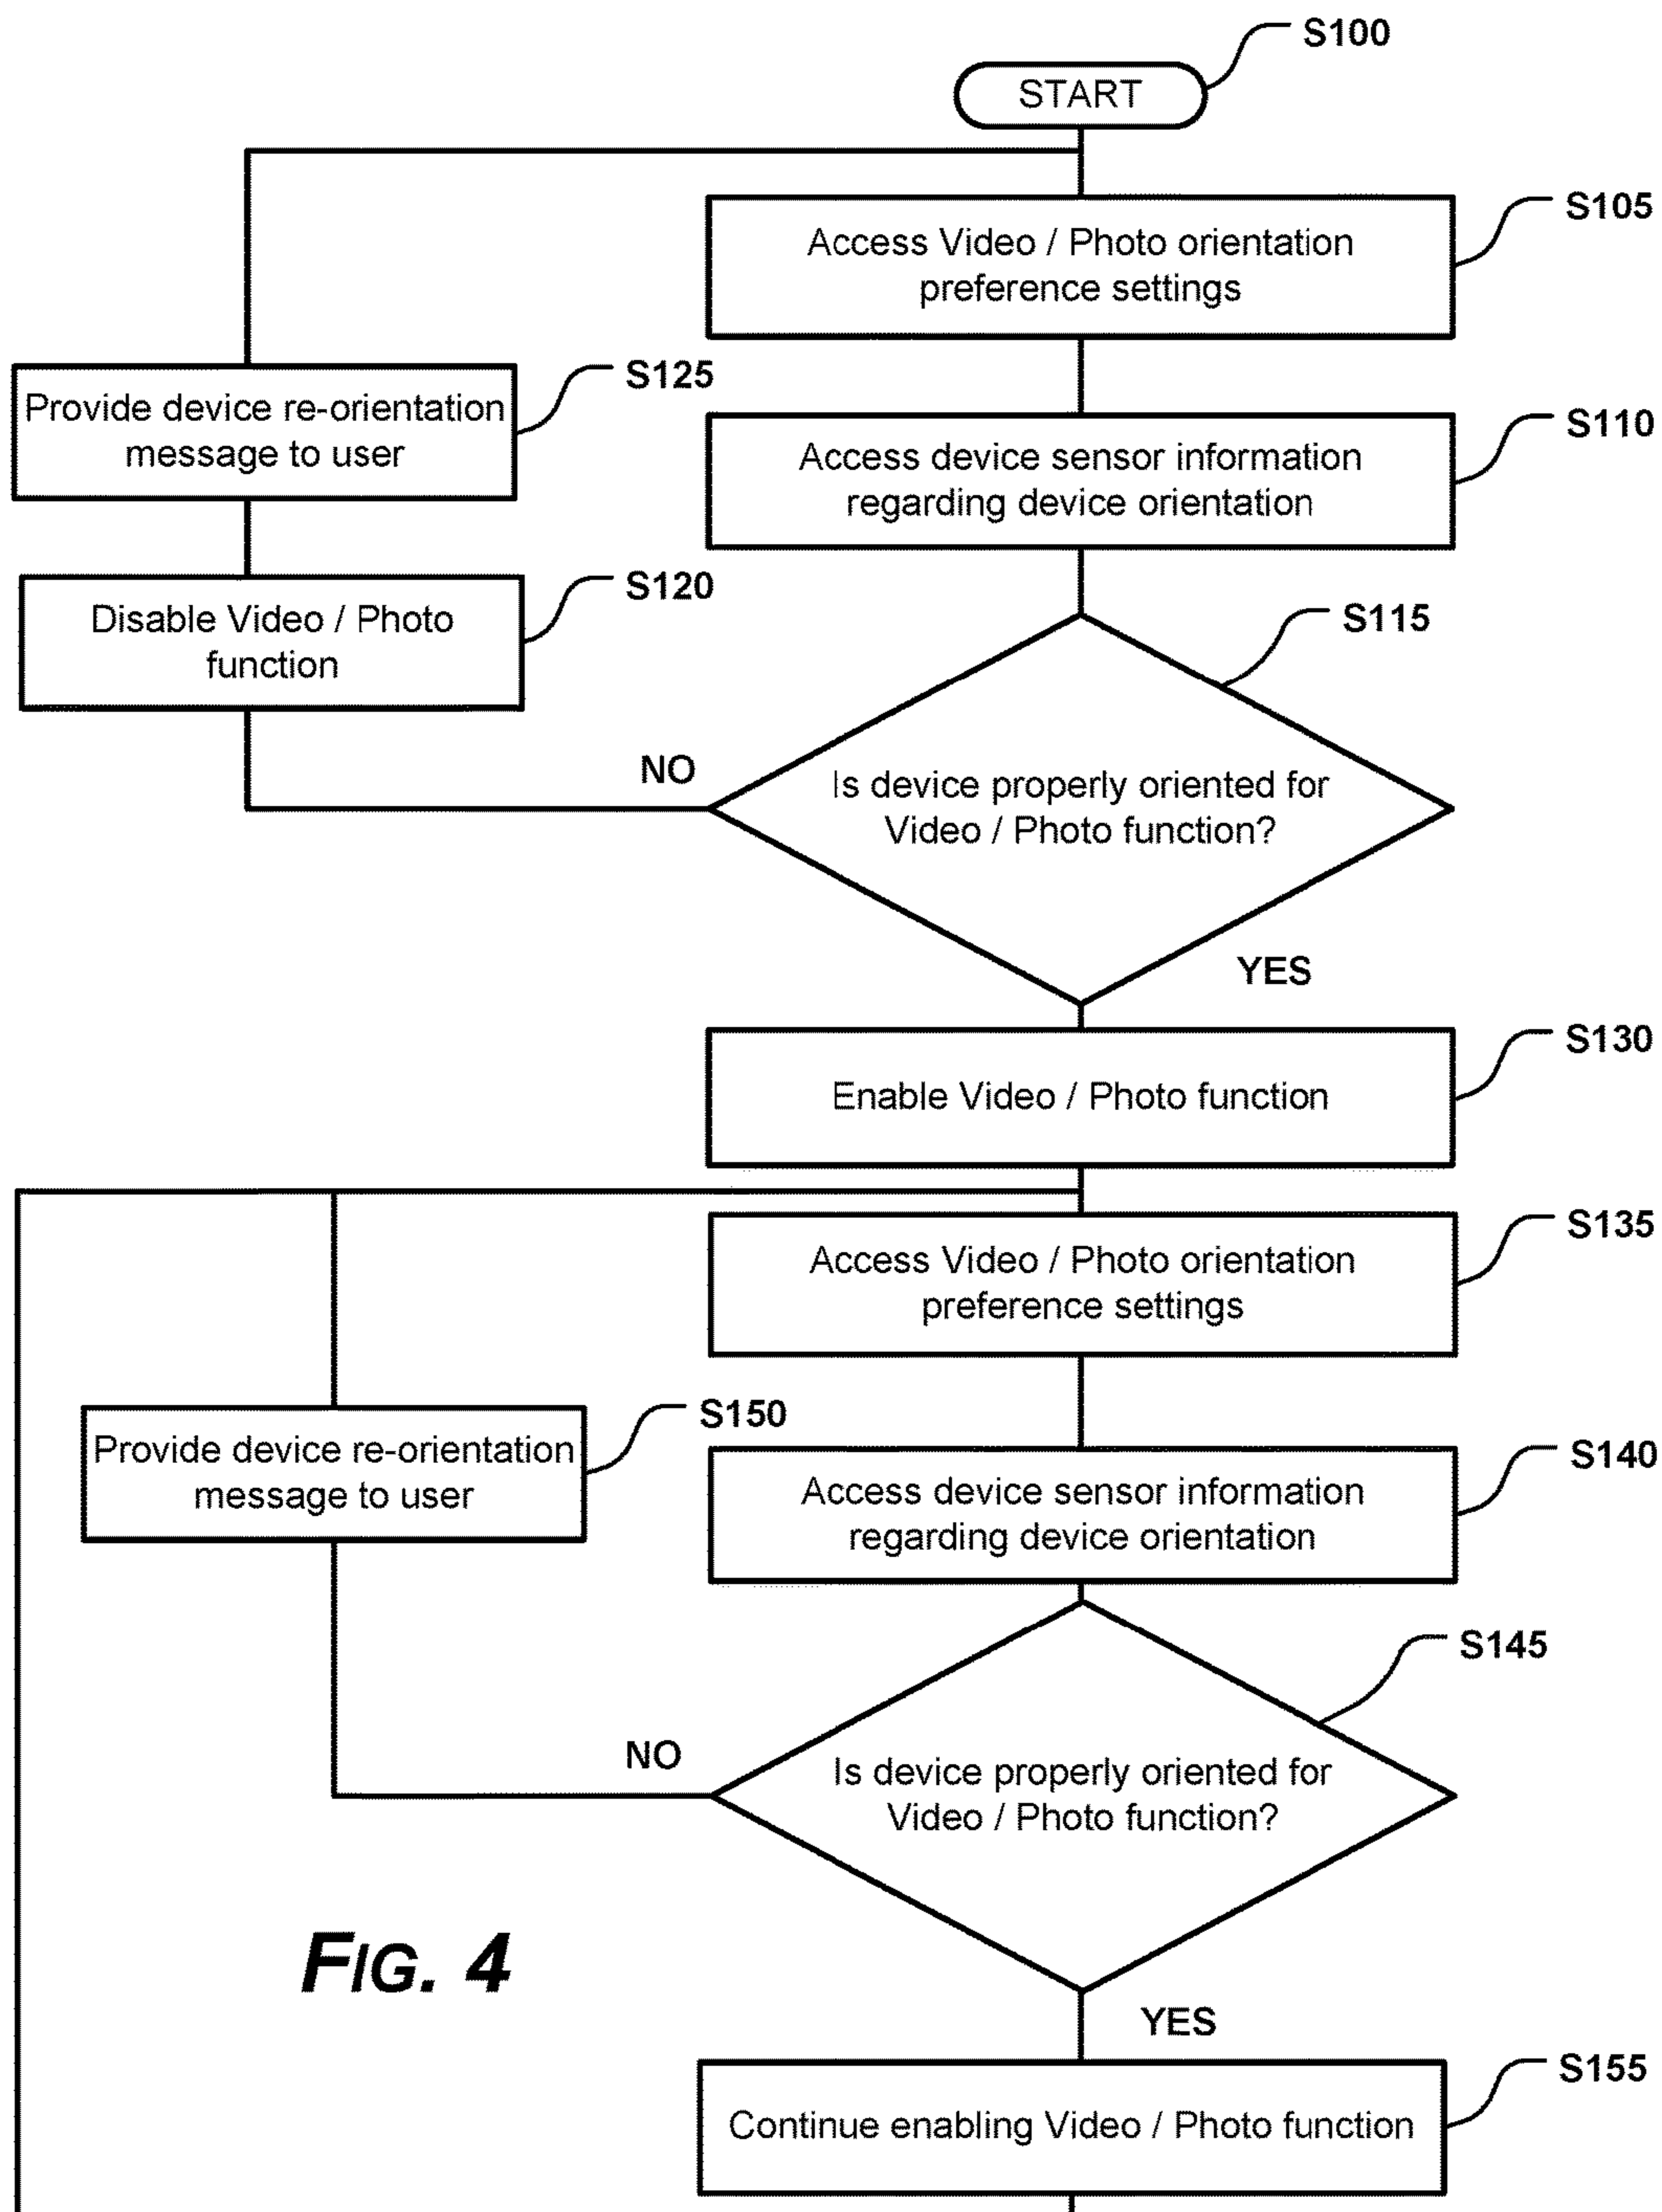 S100
START
S105
Access Video / Photo orientation
preference settings
S125
Provide device re-orientation
message to user
S110
Access device sensor information
regarding device orientation
S120
Disable Video / Photo
function
S115
NO
Is device properly oriented for
Video / Photo function?
YES
S130
Enable Video / Photo function
S135
Access Video / Photo orientation
preference settings
S150
Provide device re-orientation
message to user
S140
Access device sensor information
regarding device orientation
S145
NO
Is device properly oriented for
Video / Photo function?
FIG. 4
YES
S155
Continue enabling Video / Photo function